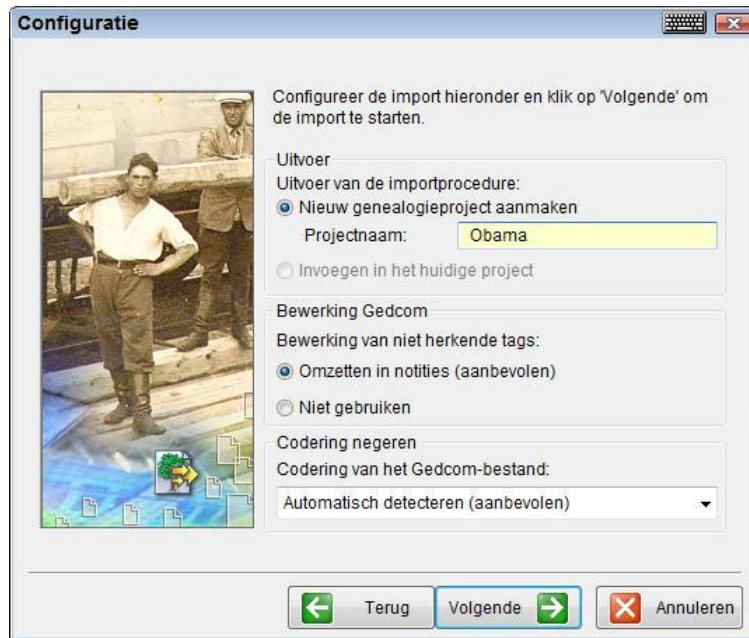 Configuratie
Configureer de import hieronder en klik op 'Volgende' om
de import te starten.
Uitvoer
Uitvoer van de importprocedure:
Nieuw genealogieproject aanmaken
Projectnaam: Obama
Invoegen in het huidige project
Bewerking Gedcom
Bewerking van niet herkende tags:
Omzetten in notities (aanbevolen)
Niet gebruiken
Codering negeren
Codering van het Gedcom-bestand:
Automatisch detecteren (aanbevolen)
Terug Volgende Annuleren